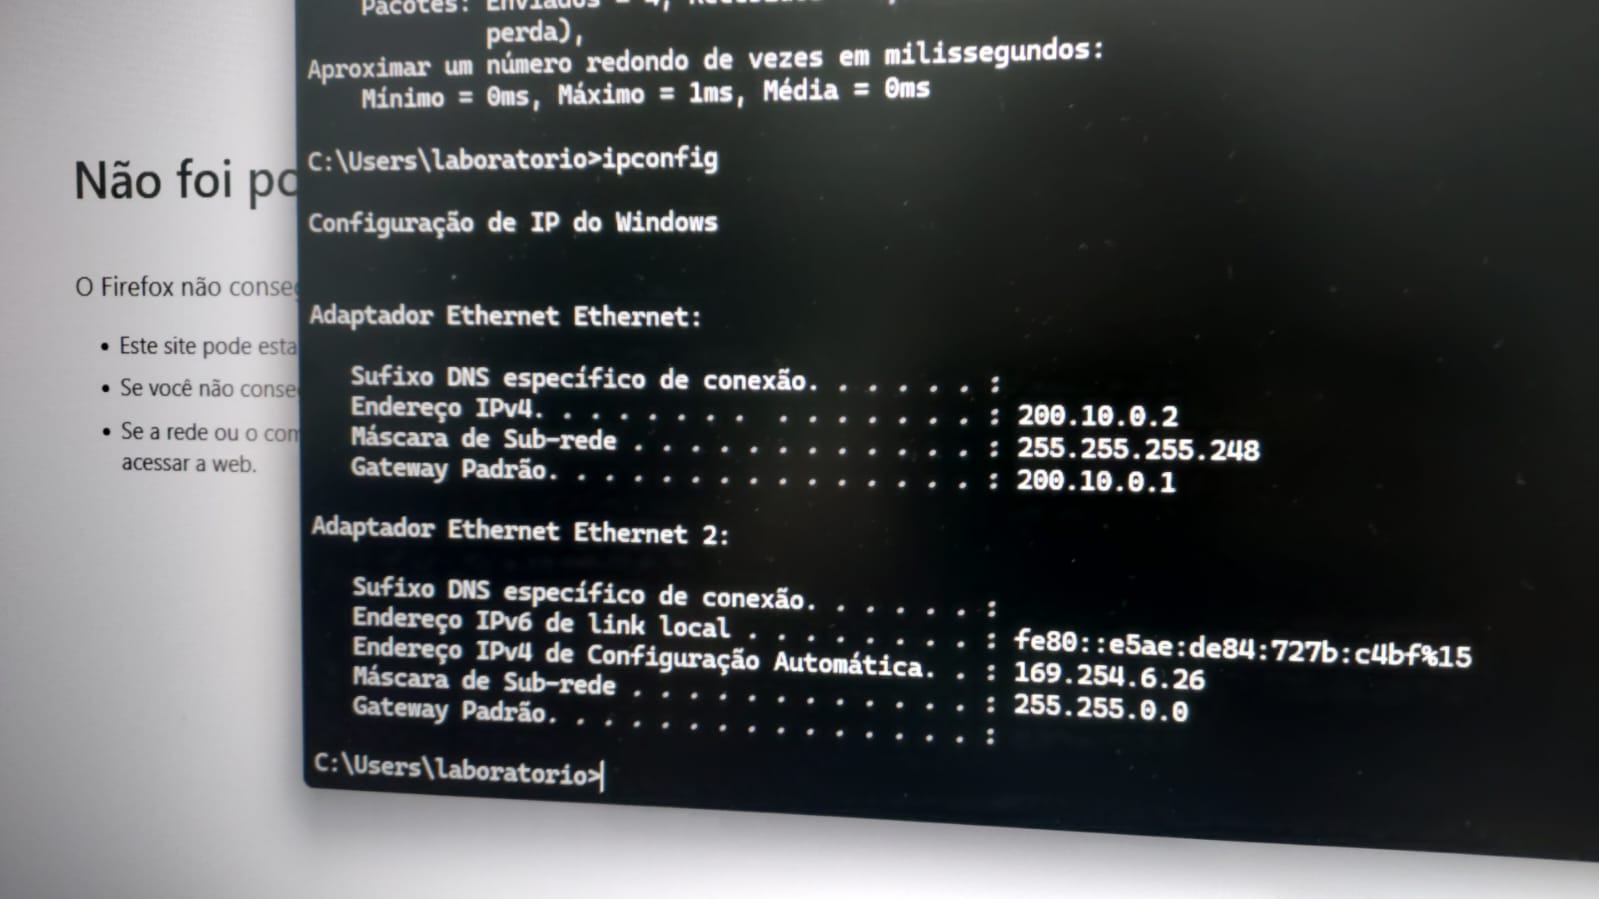 Pacotes: Enviados = 4,
perda),
Aproximar um número redondo de vezes em milissegundos:
Mínimo = 0ms, Máximo = 1ms, Média = 0ms
C:\Users\laboratorio>ipconfig
Configuração de IP do Windows
Adaptador Ethernet Ethernet:
Sufixo DNS específico de conexão. . . . . . :
Endereço IPv4. . . . . . . .  . . . . . . . : 200.10.0.2
Máscara de Sub-rede . . . . . . . . . . . . : 255.255.255.248
Gateway Padrão. . . . . . . . . . . . . . . : 200.10.0.1
Adaptador Ethernet Ethernet 2:
Sufixo DNS específico de conexão. . . . . . :
Endereço IPv6 de link local . . . . . . . . : fe80::e5ae:de84:727b:c4bf%15
Endereço IPv4 de Configuração Automática. . : 169.254.6.26
Máscara de Sub-rede . . . . . . . . . . . . : 255.255.0.0
Gateway Padrão. . . . . . . . . . . . . . . :
C:\Users\laboratorio>
Não foi po
O Firefox não conseg
• Este site pode esta
• Se você não conse
• Se a rede ou o com
acessar a web.